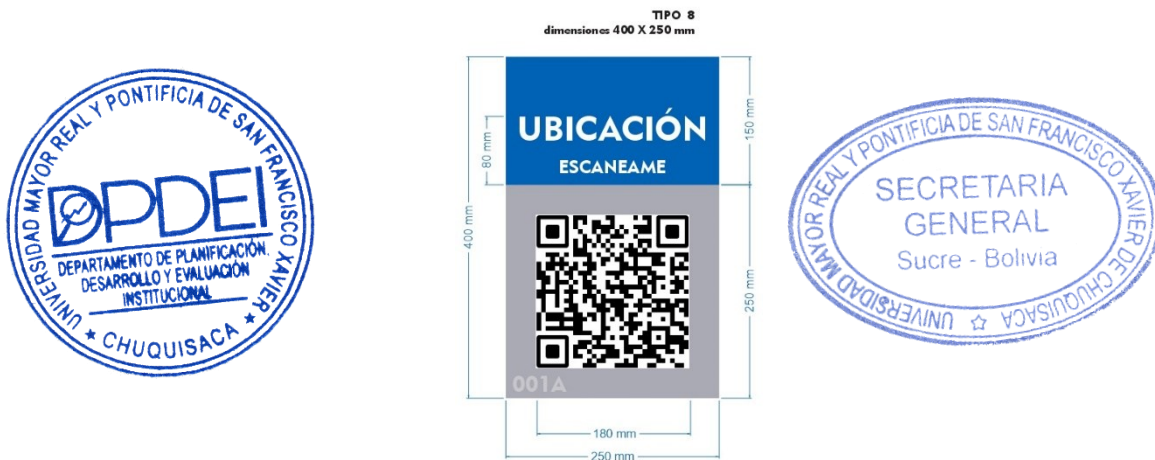 TIPO 8
dimensiones 400 X 250 mm
UBICACIÓN
ESCANEAME
001A
400 mm
80 mm
150 mm
250 mm
180 mm
250 mm
UNIVERSIDAD MAYOR REAL Y PONTIFICIA DE SAN FRANCISCO XAVIER
★ CHUQUISACA ★
DPDEI
DEPARTAMENTO DE PLANIFICACIÓN,
DESARROLLO Y EVALUACIÓN
INSTITUCIONAL
UNIVERSIDAD MAYOR REAL Y PONTIFICIA DE SAN FRANCISCO XAVIER DE CHUQUISACA ☆
SECRETARIA
GENERAL
Sucre - Bolivia